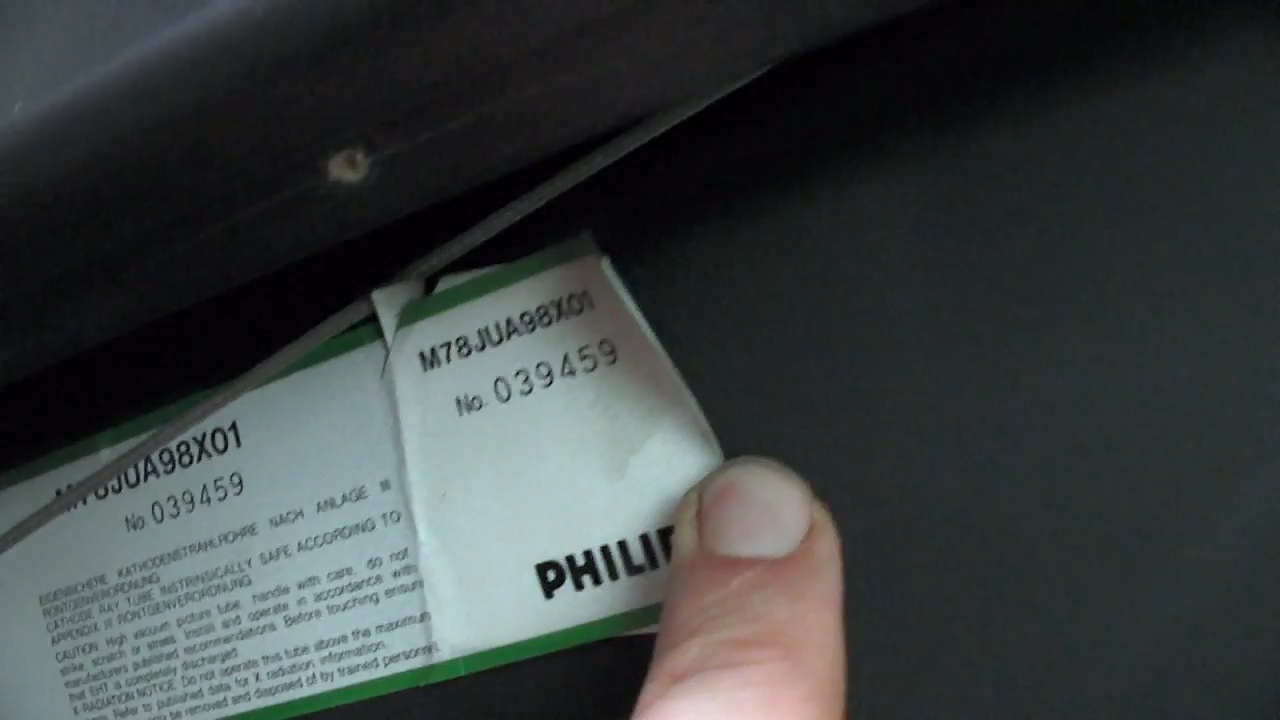 M78JUA98X01
No. 039459
PHILIP
M78JUA98X01
No. 039459
EIGENSICHERE KATHODENSTRAHLROHRE NACH ANLAGE III
RÖNTGENVERORDNUNG
CATHODE RAY TUBE INSTRINSICALLY SAFE ACCORDING TO
APPENDIX III RÖNTGENVERORDNUNG
CAUTION High vacuum picture tube, handle with care, do not
strike, scratch or stress. Install and operate in accordance with
manufacturers published recommendations. Before touching ensure
that EHT is completely discharged.
X-RADIATION NOTICE. Do not operate this tube above the maximum
Refer to published data for X radiation information.
be removed and disposed of by trained personnel.